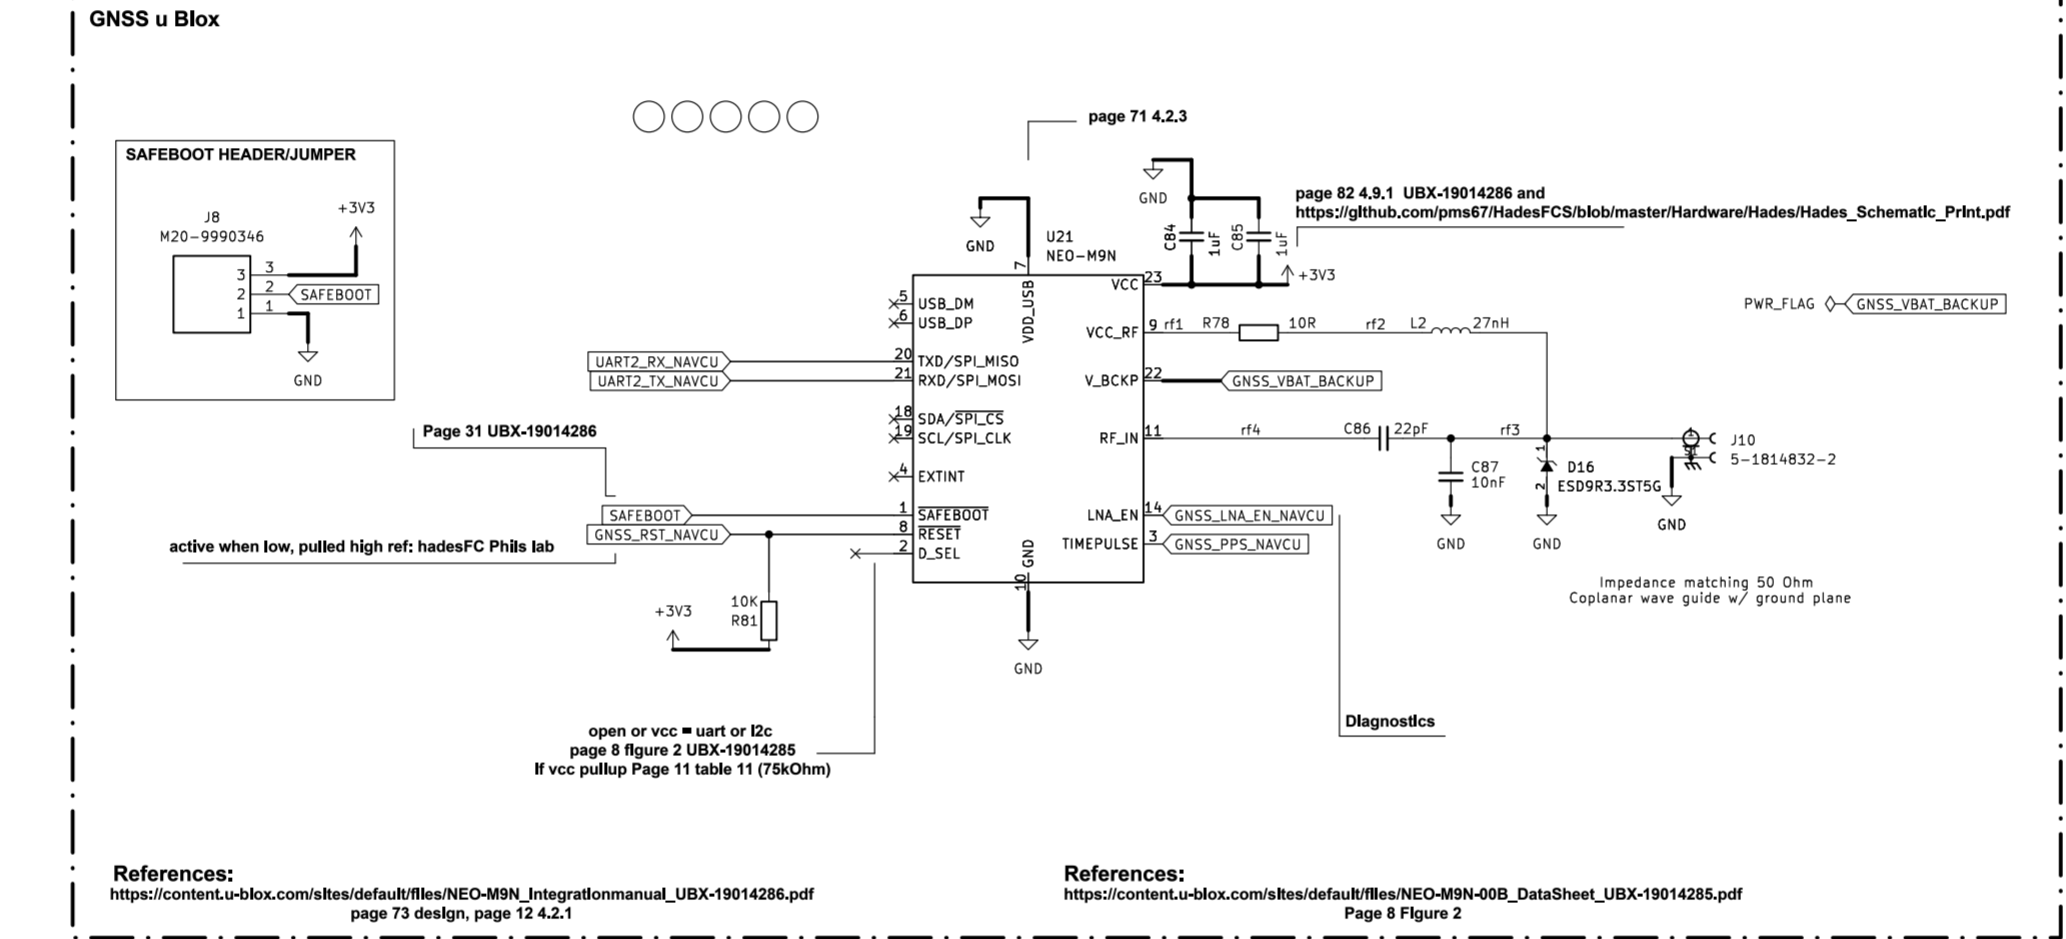 GNSS u Blox
page 71 4.2.3
SAFEBOOT HEADER/JUMPER
J8
M20-9990346
+3V3
3 3
2 2
SAFEBOOT
1 1
GND
GND
GND
C84
1uF
C85
1uF
+3V3
page 82 4.9.1 UBX-19014286 and
https://github.com/pms67/HadesFCS/blob/master/Hardware/Hades/Hades_Schematic_Print.pdf
U21
NEO-M9N
7
VDD_USB
VCC 23
5 USB_DM
6 USB_DP
VCC_RF 9 rf1 R78 10R rf2 L2 27nH
PWR_FLAG GNSS_VBAT_BACKUP
UART2_RX_NAVCU 20 TXD/SPI_MISO
UART2_TX_NAVCU 21 RXD/SPI_MOSI
V_BCKP 22 GNSS_VBAT_BACKUP
18 SDA/SPI_CS
19 SCL/SPI_CLK
RF_IN 11 rf4 C86 22pF rf3
1
J10
5-1814832-2
Page 31 UBX-19014286
4 EXTINT
C87
10nF
1
2
D16
ESD9R3.3ST5G
GND
GND
GND
SAFEBOOT 1 SAFEBOOT
GNSS_RST_NAVCU 8 RESET
2 D_SEL
LNA_EN 14 GNSS_LNA_EN_NAVCU
TIMEPULSE 3 GNSS_PPS_NAVCU
GND
10
GND
active when low, pulled high ref: hadesFC Phils lab
+3V3
10K
R81
Impedance matching 50 Ohm
Coplanar wave guide w/ ground plane
Diagnostics
open or vcc = uart or i2c
page 8 figure 2 UBX-19014285
If vcc pullup Page 11 table 11 (75kOhm)
References:
https://content.u-blox.com/sites/default/files/NEO-M9N_Integrationmanual_UBX-19014286.pdf
page 73 design, page 12 4.2.1
References:
https://content.u-blox.com/sites/default/files/NEO-M9N-00B_DataSheet_UBX-19014285.pdf
Page 8 Figure 2